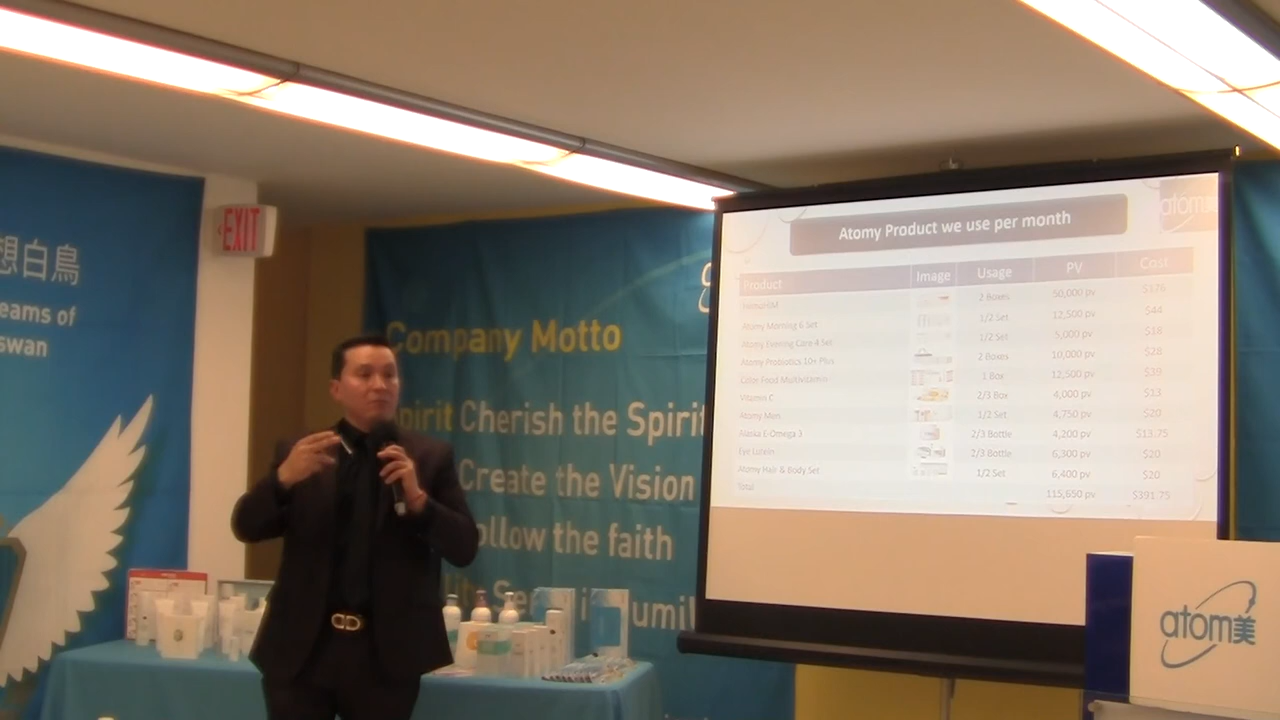 想白鳥
eams of
swan
EXIT
Company Motto
Spirit Cherish the Spirit
Create the Vision
ollow the faith
lity Ser umil
atom
Atomy Product we use per month
Product Image Usage PV Cost
HemoHIM 2 Boxes 50,000 pv $176
Atomy Morning 6 Set 1/2 Set 12,500 pv $44
Atomy Evening Care 4 Set 1/2 Set 5,000 pv $18
Atomy Probiotics 10+ Plus 2 Boxes 10,000 pv $28
Color Food Multivitamin 1 Box 12,500 pv $39
Vitamin C 2/3 Box 4,000 pv $13
Atomy Men 1/2 Set 4,750 pv $20
Alaska E-Omega 3 2/3 Bottle 4,200 pv $13.75
Eye Lutein 2/3 Bottle 6,300 pv $20
Atomy Hair & Body Set 1/2 Set 6,400 pv $20
Total 115,650 pv $391.75
atom美